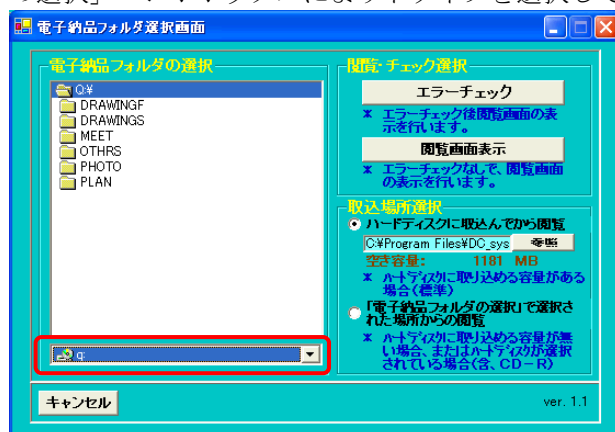 電子納品フォルダ選択画面
電子納品フォルダの選択
Q:¥
DRAWINGF
DRAWINGS
MEET
OTHRS
PHOTO
PLAN
q:
キャンセル
閲覧・チェック選択
エラーチェック
* エラーチェック後閲覧画面の表
示を行います。
閲覧画面表示
* エラーチェックなしで、閲覧画面
の表示を行います。
取込場所選択
ハードディスクに取込んでから閲覧
C:¥Program Files¥DC_sys
参照
空き容量: 1181 MB
* ハードディスクに取り込める容量がある
場合(標準)
「電子納品フォルダの選択」で選択さ
れた場所からの閲覧
* ハードディスクに取り込める容量が無
い場合、またはハードディスクが選択
されている場合(含、CD-R)
ver. 1.1